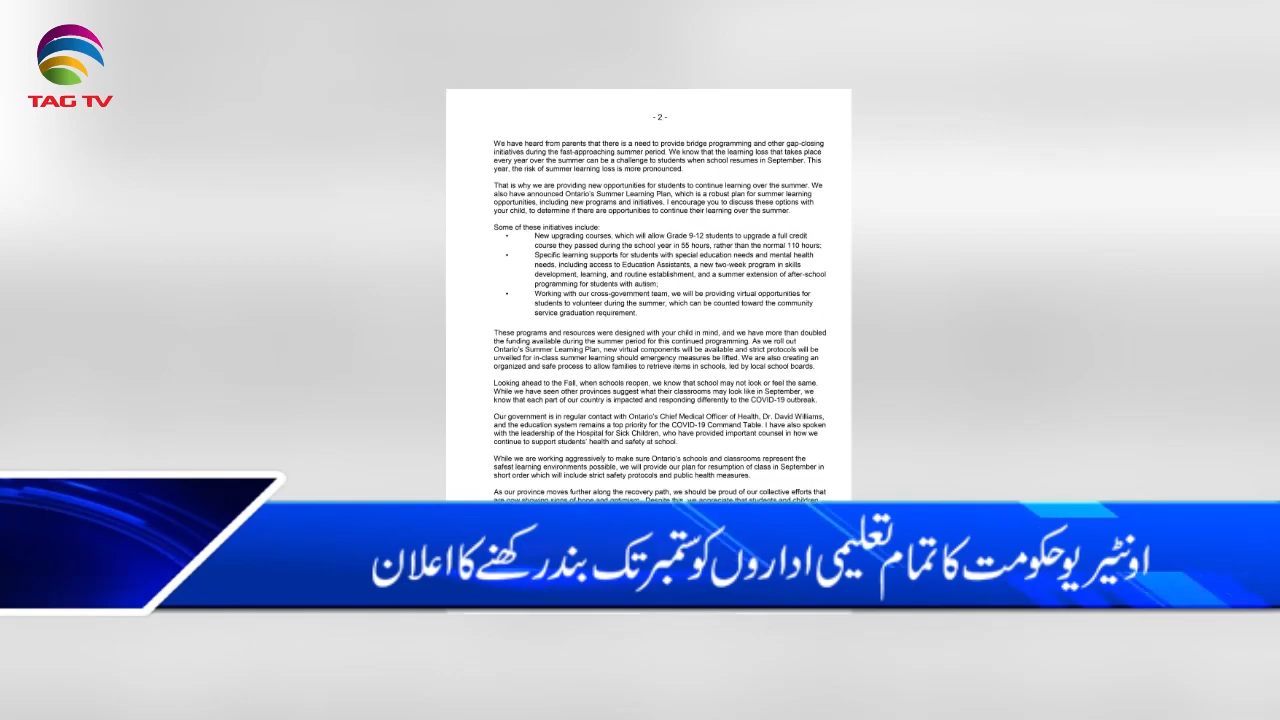 TAG TV
- 2 -
We have heard from parents that there is a need to provide bridge programming and other gap-closing
initiatives during the fast-approaching summer period. We know that the learning loss that takes place
every year over the summer can be a challenge to students when school resumes in September. This
year, the risk of summer learning loss is more pronounced.
That is why we are providing new opportunities for students to continue learning over the summer. We
also have announced Ontario's Summer Learning Plan, which is a robust plan for summer learning
opportunities, including new programs and initiatives. I encourage you to discuss these options with
your child, to determine if there are opportunities to continue their learning over the summer.
Some of these initiatives include:
• New upgrading courses, which will allow Grade 9-12 students to upgrade a full credit
course they passed during the school year in 55 hours, rather than the normal 110 hours;
• Specific learning supports for students with special education needs and mental health
needs, including access to Education Assistants, a new two-week program in skills
development, learning, and routine establishment, and a summer extension of after-school
programming for students with autism;
• Working with our cross-government team, we will be providing virtual opportunities for
students to volunteer during the summer, which can be counted toward the community
service graduation requirement.
These programs and resources were designed with your child in mind, and we have more than doubled
the funding available during the summer period for this continued programming. As we roll out
Ontario's Summer Learning Plan, new virtual components will be available and strict protocols will be
unveiled for in-class summer learning should emergency measures be lifted. We are also creating an
organized and safe process to allow families to retrieve items in schools, led by local school boards.
Looking ahead to the Fall, when schools reopen, we know that school may not look or feel the same.
While we have seen other provinces suggest what their classrooms may look like in September, we
know that each part of our country is impacted and responding differently to the COVID-19 outbreak.
Our government is in regular contact with Ontario's Chief Medical Officer of Health, Dr. David Williams,
and the education system remains a top priority for the COVID-19 Command Table. I have also spoken
with the leadership of the Hospital for Sick Children, who have provided important counsel in how we
continue to support students' health and safety at school.
While we are working aggressively to make sure Ontario's schools and classrooms represent the
safest learning environments possible, we will provide our plan for resumption of class in September in
short order which will include strict safety protocols and public health measures.
As our province moves further along the recovery path, we should be proud of our collective efforts that
are now showing signs of hope and optimism. Despite this, we appreciate that students and children
اونٹیریو حکومت کا تمام تعلیمی اداروں کو ستمبر تک بند رکھنے کا اعلان